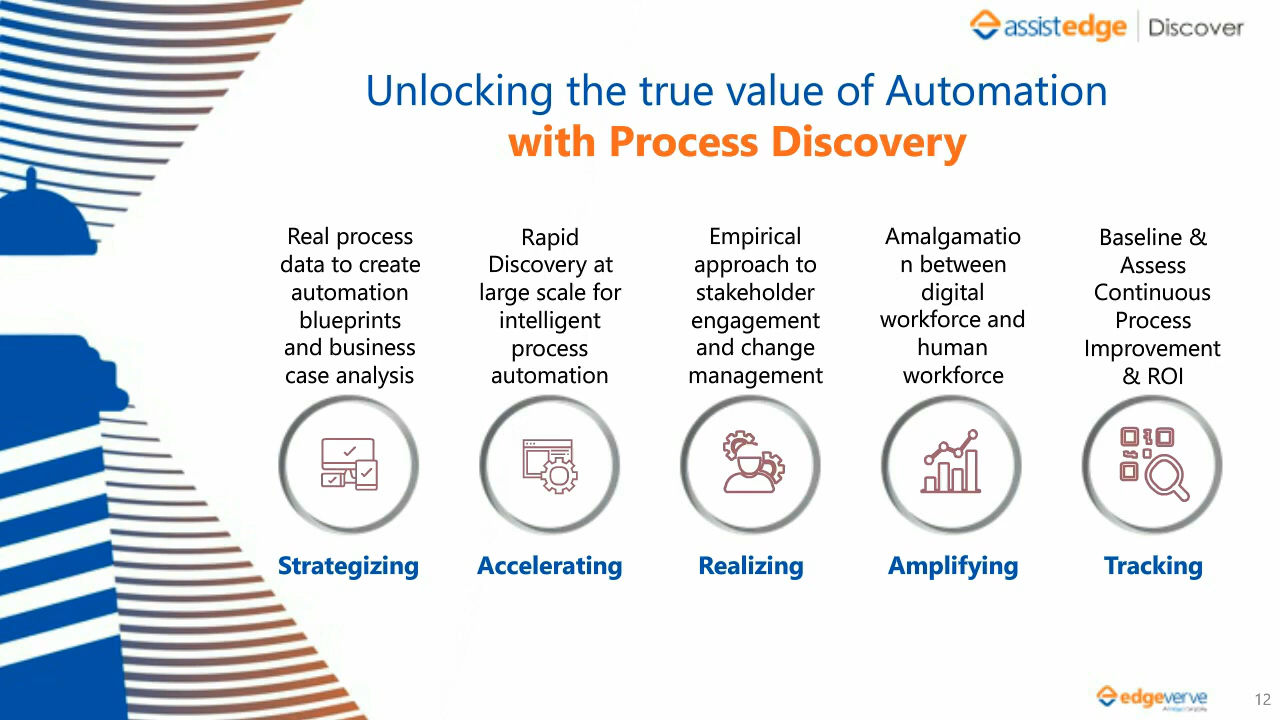 assistedge | Discover
Unlocking the true value of Automation
with Process Discovery
Real process
data to create
automation
blueprints
and business
case analysis
Rapid
Discovery at
large scale for
intelligent
process
automation
Empirical
approach to
stakeholder
engagement
and change
management
Amalgamatio
n between
digital
workforce and
human
workforce
Baseline &
Assess
Continuous
Process
Improvement
& ROI
Strategizing
Accelerating
Realizing
Amplifying
Tracking
edgeverve
12